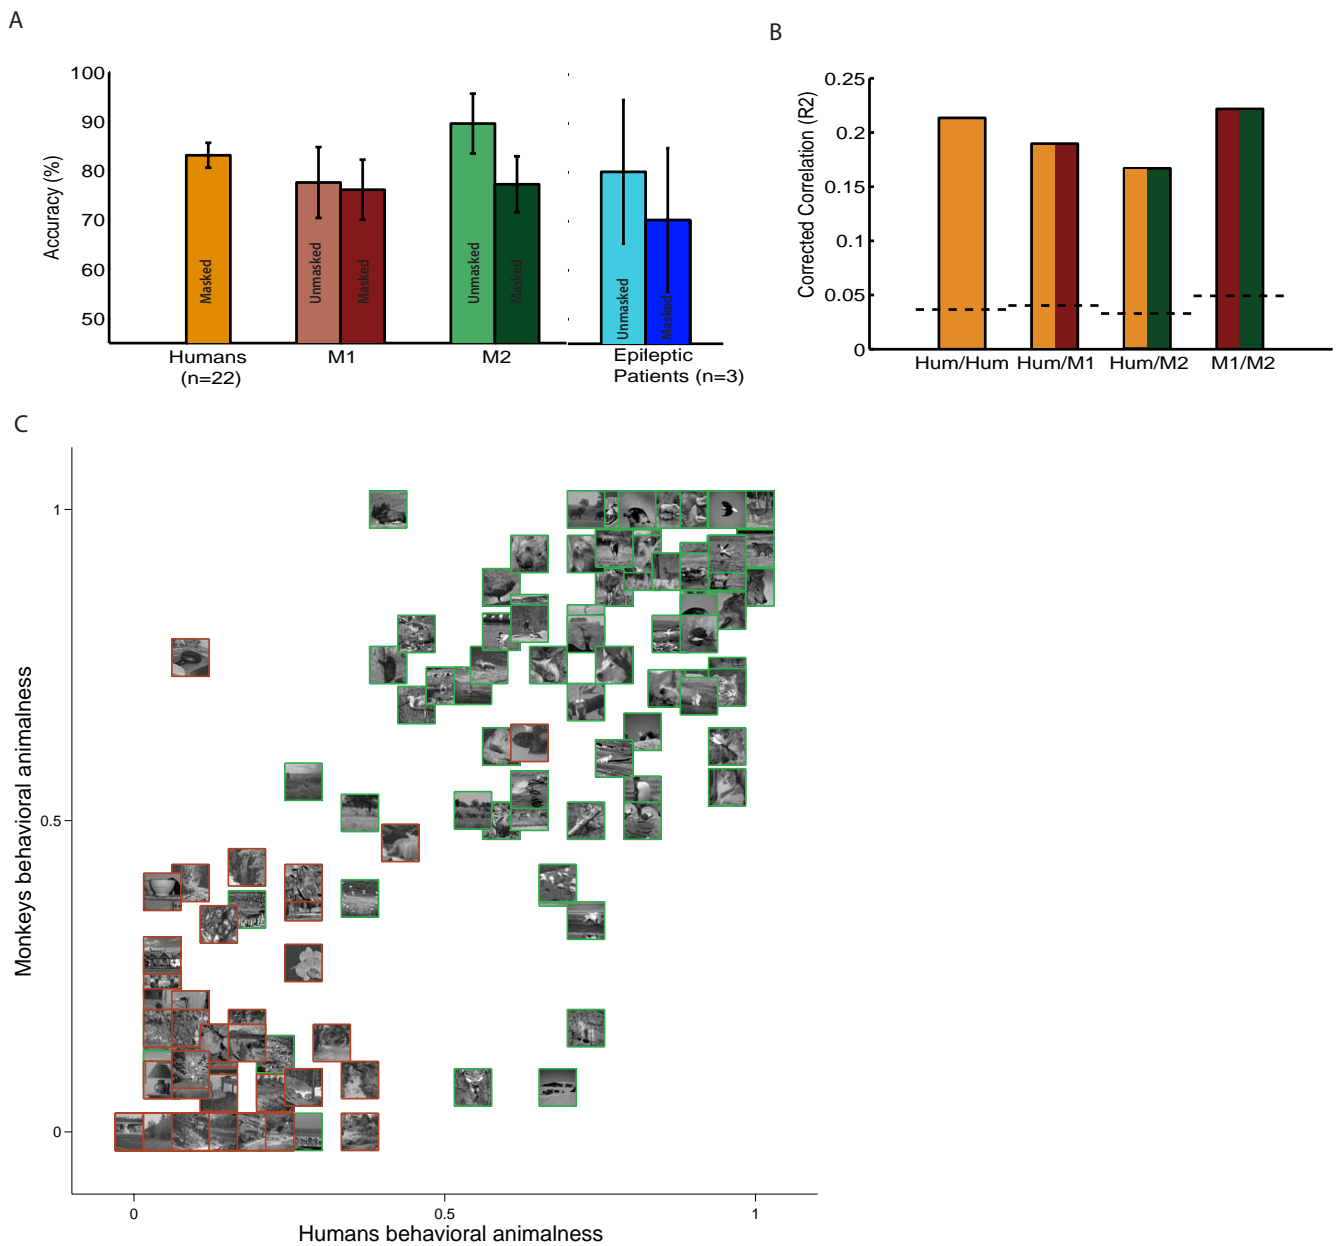 A
B
100
90
80
70
60
50
Accuracy (%)
Masked
Unmasked
Masked
Unmasked
Masked
Unmasked
Masked
Humans
(n=22)
M1
M2
Epileptic
Patients (n=3)
0.25
0.2
0.15
0.1
0.05
0
Corrected Correlation (R2)
Hum/Hum
Hum/M1
Hum/M2
M1/M2
C
1
0.5
0
Monkeys behavioral animalness
0
0.5
1
Humans behavioral animalness